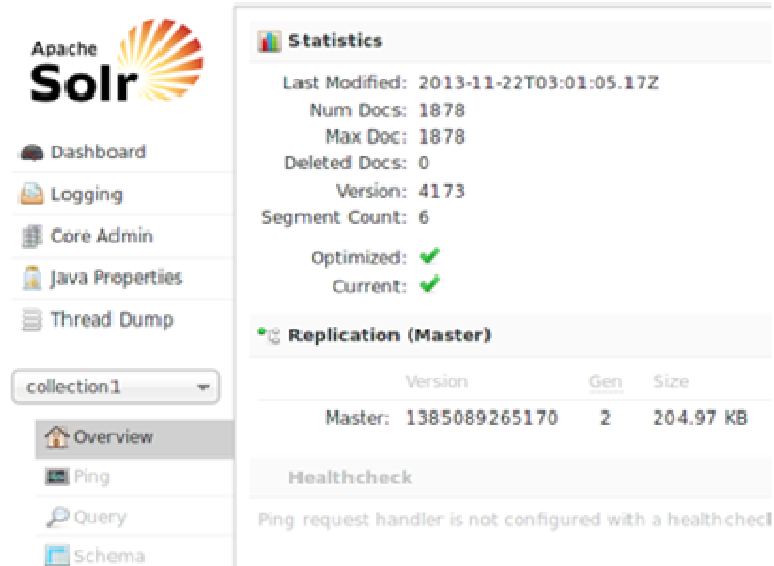 Apache
Solr
Dashboard
Logging
Core Admin
Java Properties
Thread Dump
collection1
Overview
Ping
Query
Schema
Statistics
Last Modified: 2013-11-22T03:01:05.17Z
Num Docs: 1878
Max Doc: 1878
Deleted Docs: 0
Version: 4173
Segment Count: 6
Optimized:
Current:
Replication (Master)
Version Gen Size
Master: 1385089265170 2 204.97 KB
Healthcheck
Ping request handler is not configured with a healthcheck